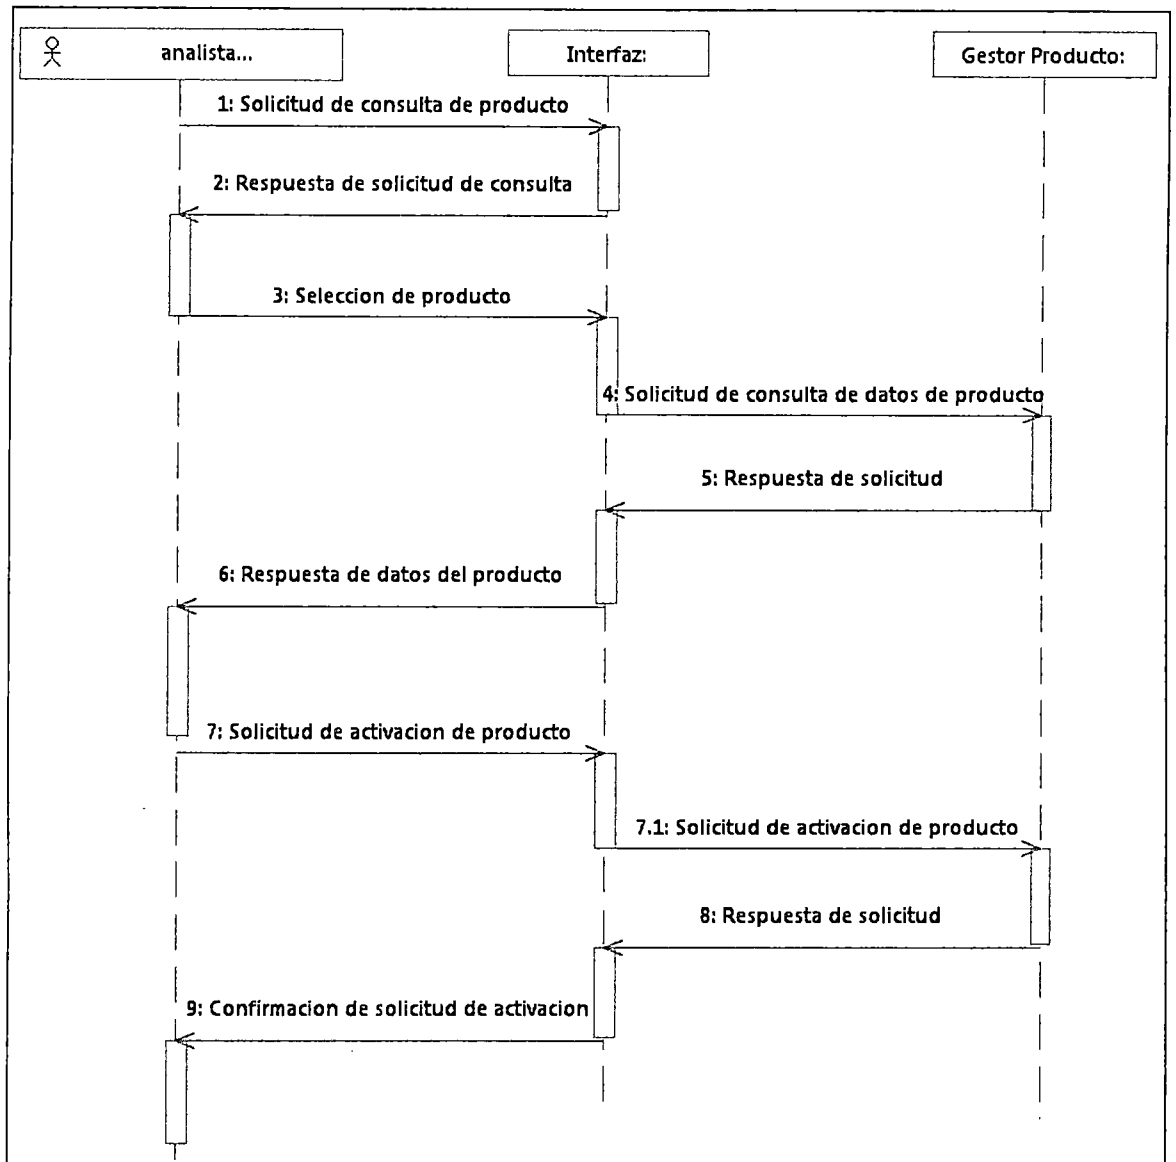 analista...
Interfaz:
Gestor Producto:
1: Solicitud de consulta de producto
2: Respuesta de solicitud de consulta
3: Seleccion de producto
4: Solicitud de consulta de datos de producto
5: Respuesta de solicitud
6: Respuesta de datos del producto
7: Solicitud de activacion de producto
7.1: Solicitud de activacion de producto
8: Respuesta de solicitud
9: Confirmacion de solicitud de activacion